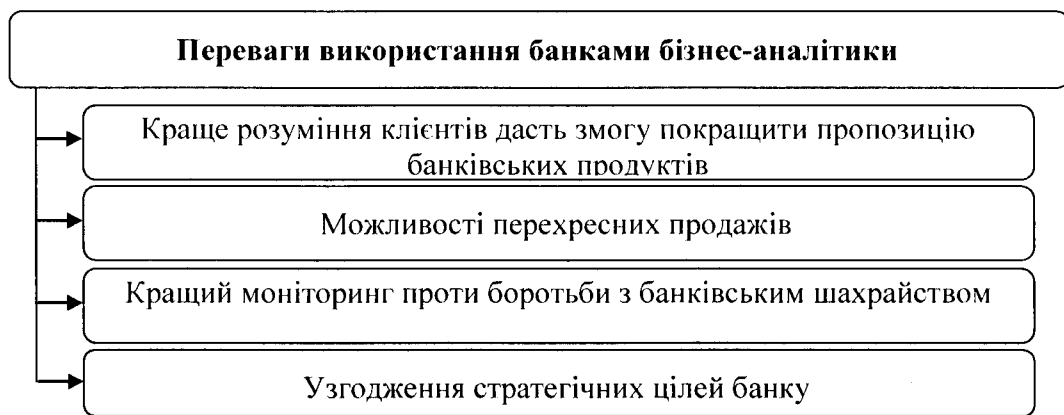 Переваги використання банками бізнес-аналітики
Краще розуміння клієнтів дасть змогу покращити пропозицію
банківських продуктів
Можливості перехресних продажів
Кращий моніторинг проти боротьби з банківським шахрайством
Узгодження стратегічних цілей банку